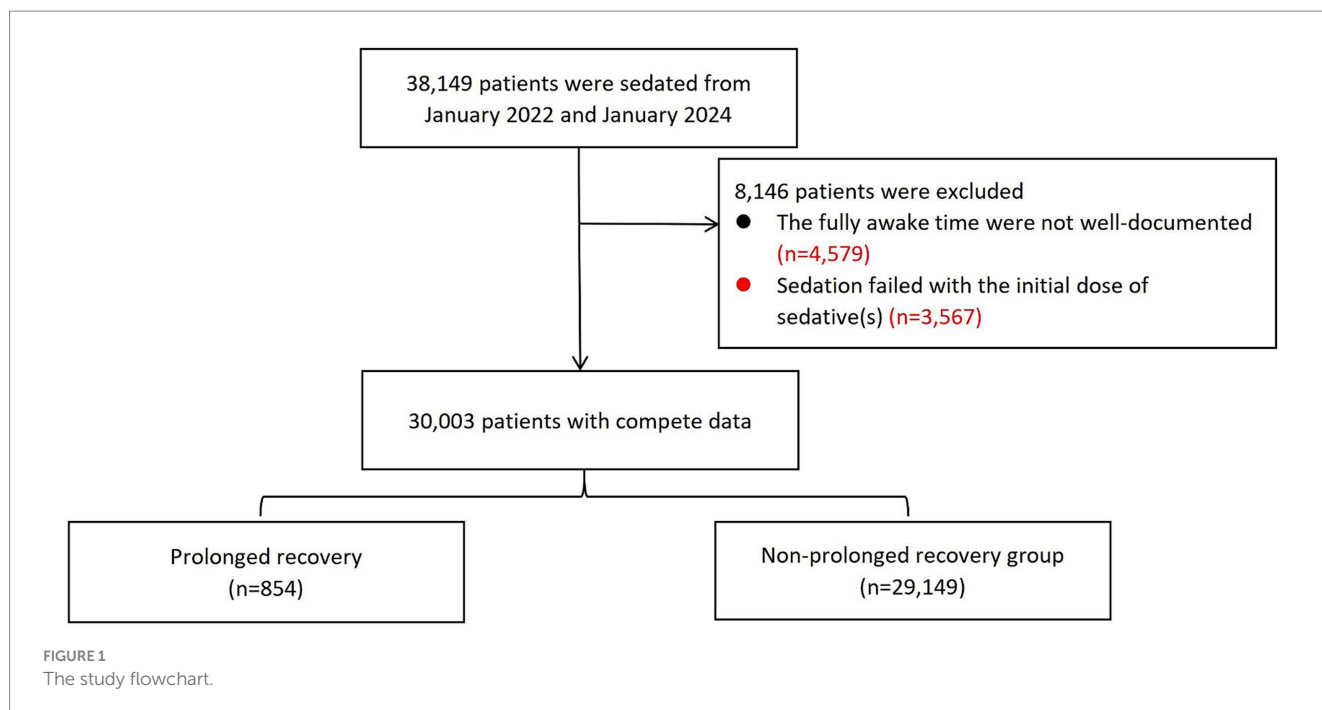 38,149 patients were sedated from
January 2022 and January 2024
8,146 patients were excluded
The fully awake time were not well-documented
(n=4,579)
Sedation failed with the initial dose of
sedative(s) (n=3,567)
30,003 patients with compete data
Prolonged recovery
(n=854)
Non-prolonged recovery group
(n=29,149)
FIGURE 1
The study flowchart.